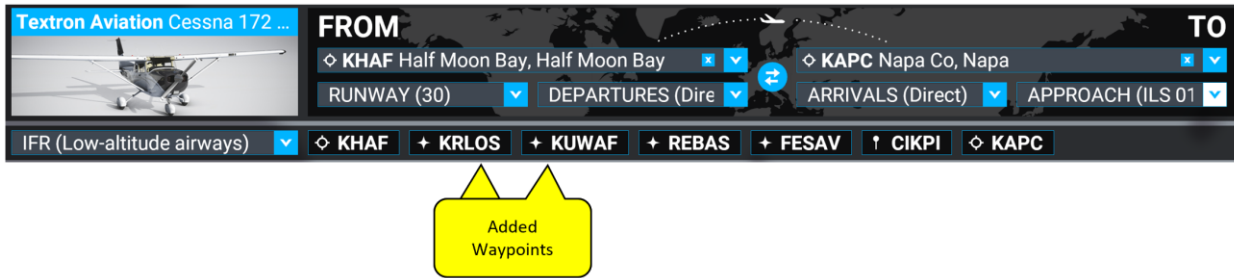 Textron Aviation Cessna 172 ...
FROM
TO
KHAF Half Moon Bay, Half Moon Bay
KAPC Napa Co, Napa
RUNWAY (30)
DEPARTURES (Dire
ARRIVALS (Direct)
APPROACH (ILS 01
IFR (Low-altitude airways)
KHAF
KRLOS
KUWAF
REBAS
FESAV
CIKPI
KAPC
Added
Waypoints